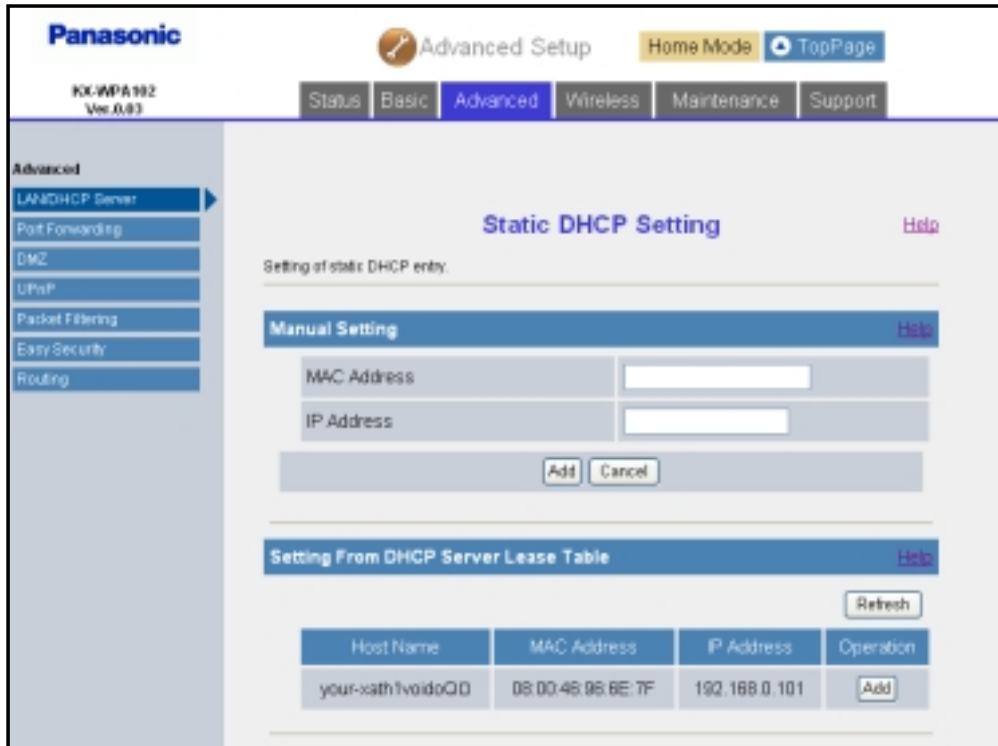 Panasonic
Advanced Setup
Home Mode
TopPage
KX-WPA102
Ver.0.03
Status
Basic
Advanced
Wireless
Maintenance
Support
Advanced
LAN/DHCP Server
Port Forwarding
DMZ
UPnP
Packet Filtering
Easy Security
Routing
Static DHCP Setting
Help
Setting of static DHCP entry.
Manual Setting
Help
MAC Address
IP Address
Add
Cancel
Setting From DHCP Server Lease Table
Help
Refresh
Host Name
MAC Address
IP Address
Operation
192.168.0.101
Add